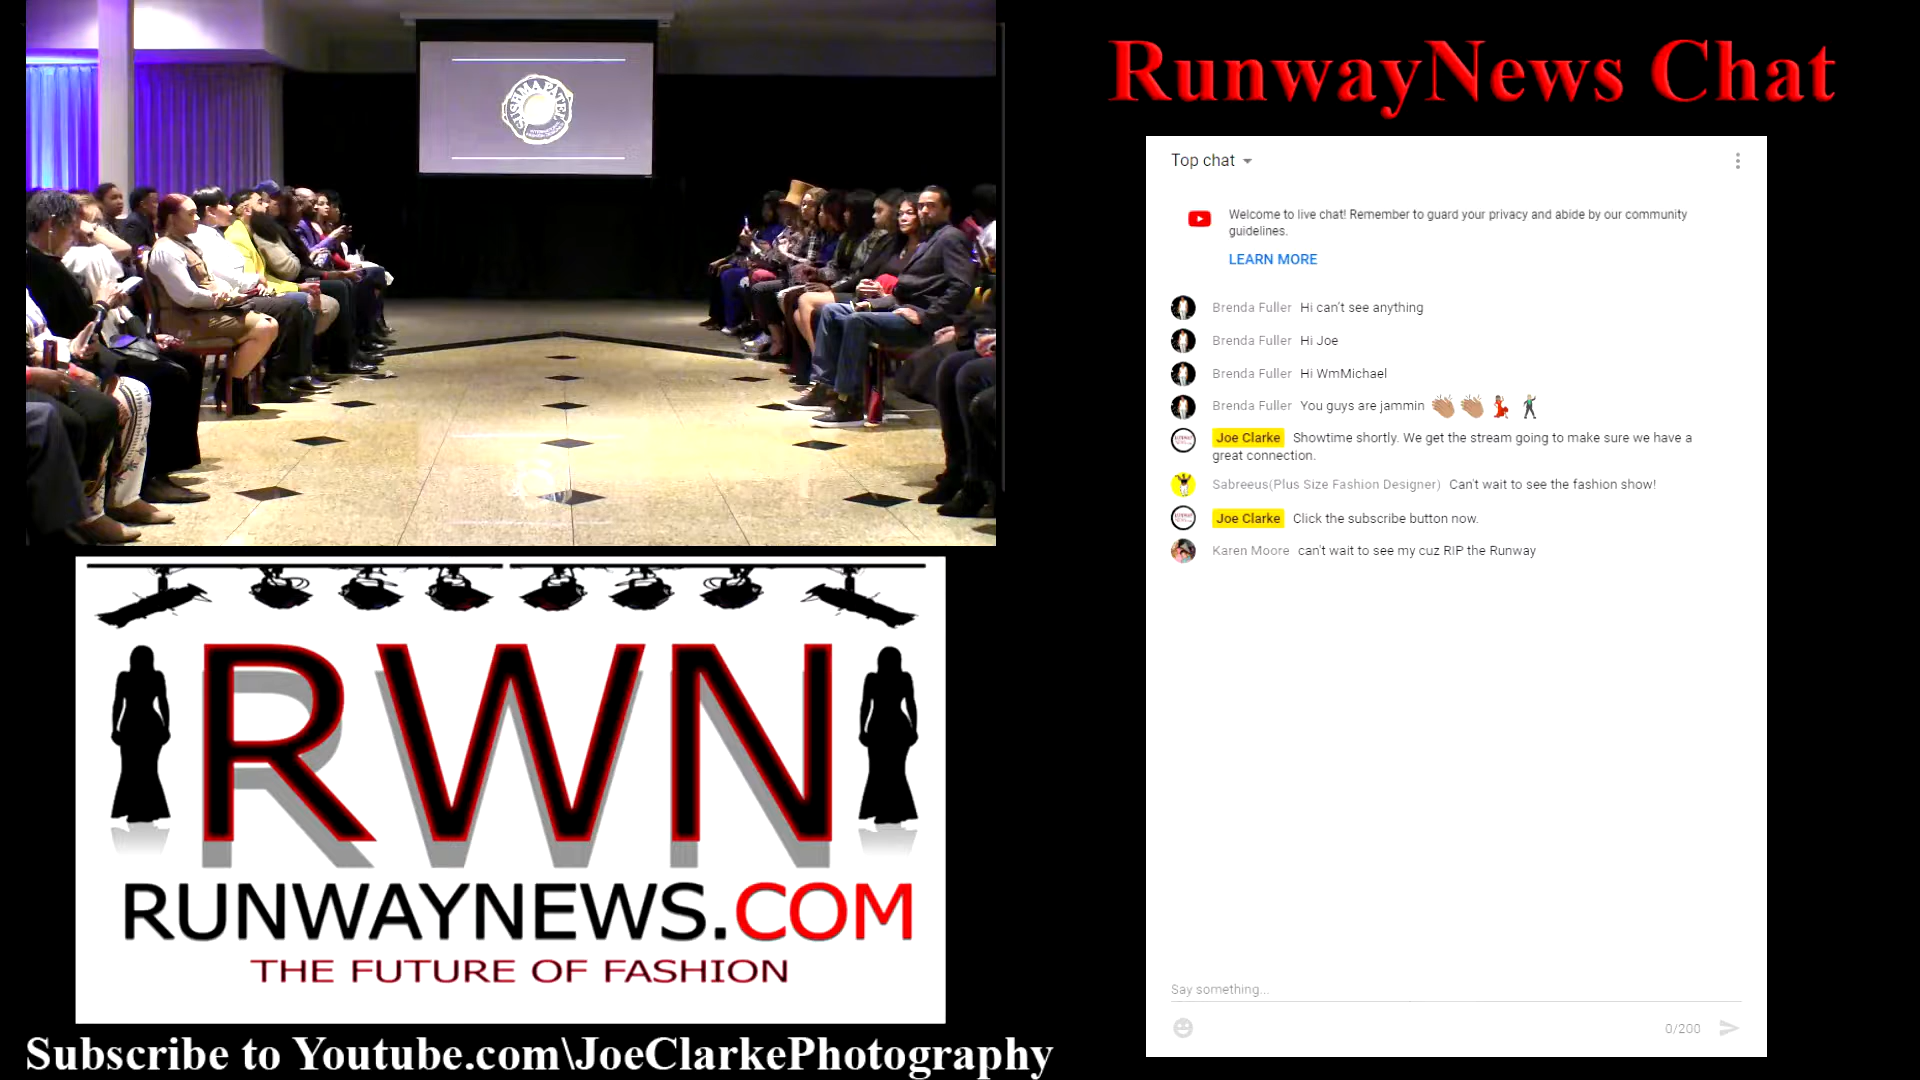 RunwayNews Chat
Top chat
Welcome to live chat! Remember to guard your privacy and abide by our community
guidelines.
LEARN MORE
Brenda Fuller Hi can't see anything
Brenda Fuller Hi Joe
Brenda Fuller Hi WmMichael
Brenda Fuller You guys are jammin
Joe Clarke Showtime shortly. We get the stream going to make sure we have a
great connection.
Sabreeus(Plus Size Fashion Designer) Can't wait to see the fashion show!
Joe Clarke Click the subscribe button now.
Karen Moore can't wait to see my cuz RIP the Runway
Say something...
0/200
RWN
RUNWAYNEWS.COM
THE FUTURE OF FASHION
Subscribe to Youtube.com\JoeClarkePhotography